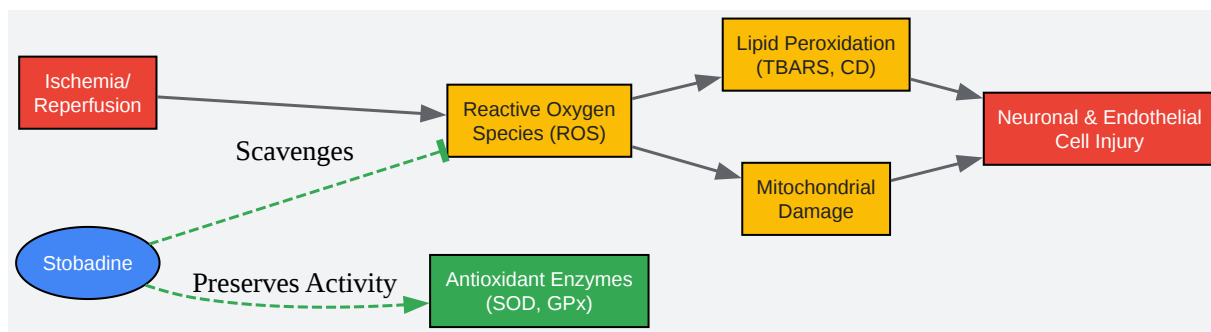 Ischemia/
Reperfusion
Reactive Oxygen
Species (ROS)
Lipid Peroxidation
(TBARS, CD)
Mitochondrial
Damage
Neuronal & Endothelial
Cell Injury
Scavenges
Stobadine
Preserves Activity
Antioxidant Enzymes
(SOD, GPx)